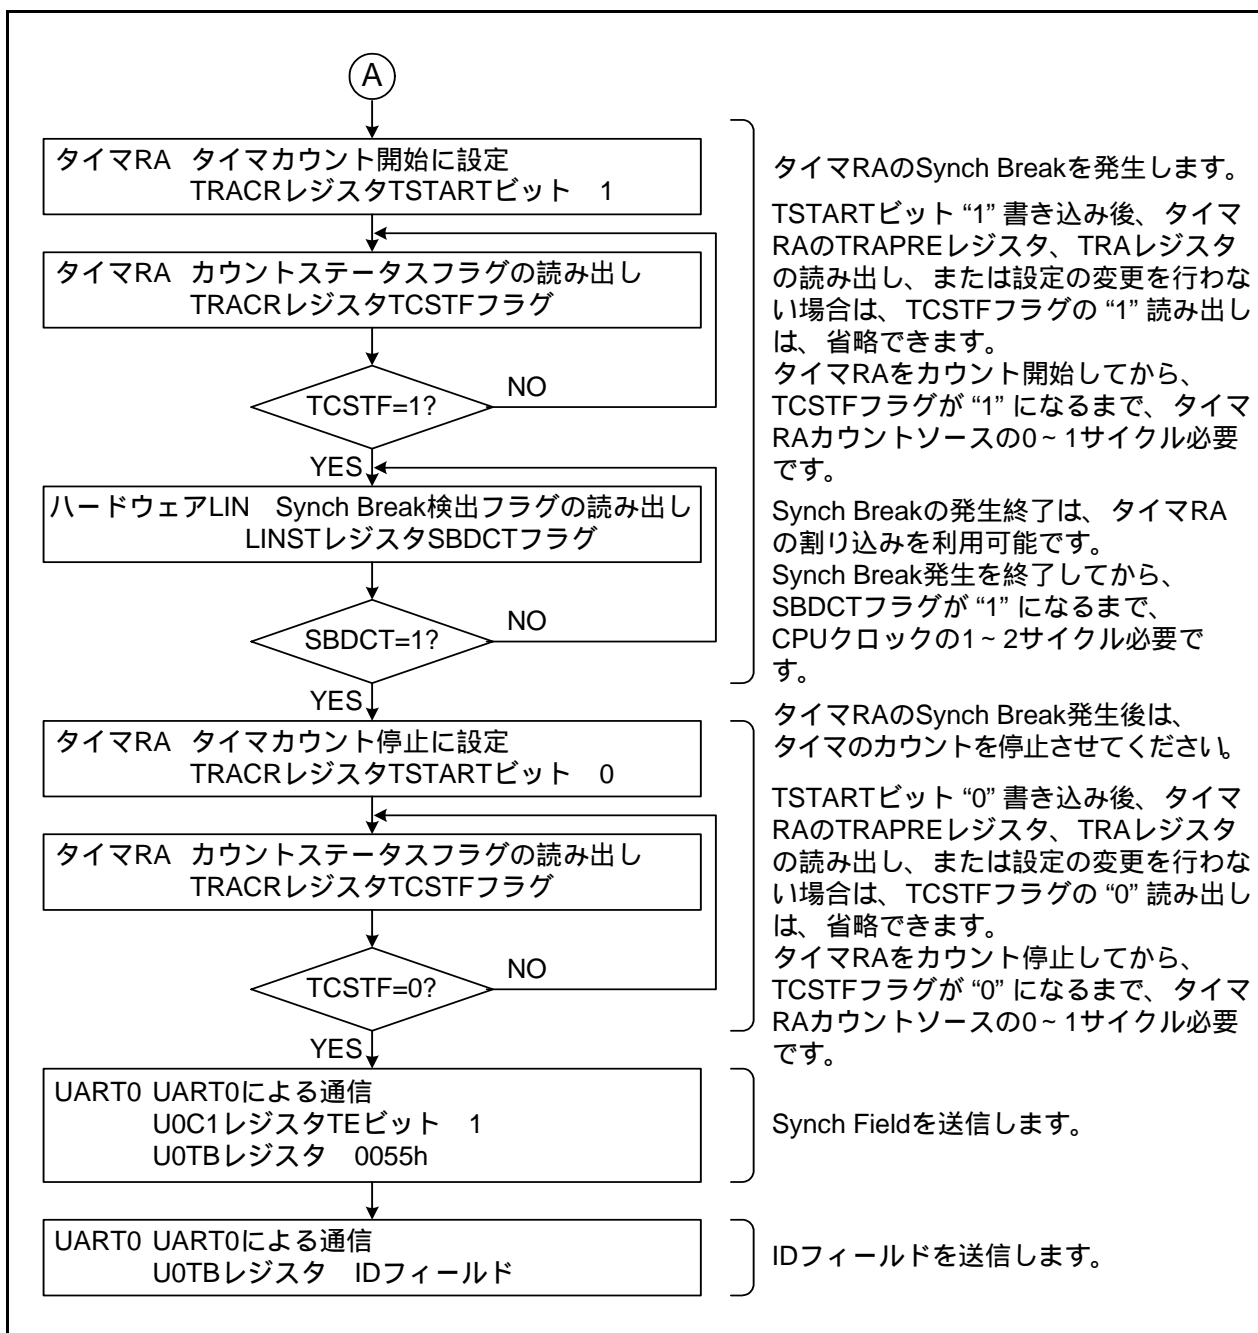 A
タイマRA タイマカウント開始に設定
TRACRレジスタTSTARTビット 1
タイマRA カウントステータスフラグの読み出し
TRACRレジスタTCSTFフラグ
TCSTF=1?
NO
YES
ハードウェアLIN Synch Break検出フラグの読み出し
LINSTレジスタSBDCTフラグ
SBDCT=1?
NO
YES
タイマRA タイマカウント停止に設定
TRACRレジスタTSTARTビット 0
タイマRA カウントステータスフラグの読み出し
TRACRレジスタTCSTFフラグ
TCSTF=0?
NO
YES
UART0 UART0による通信
U0C1レジスタTEビット 1
U0TBレジスタ 0055h
UART0 UART0による通信
U0TBレジスタ IDフィールド
タイマRAのSynch Breakを発生します。
TSTARTビット “1” 書き込み後、タイマ
RAのTRAPREレジスタ、TRAレジスタ
の読み出し、または設定の変更を行わな
い場合は、TCSTFフラグの “1” 読み出し
は、省略できます。
タイマRAをカウント開始してから、
TCSTFフラグが “1” になるまで、タイマ
RAカウントソースの0~1サイクル必要
です。
Synch Breakの発生終了は、タイマRA
の割り込みを利用可能です。
Synch Break発生を終了してから、
SBDCTフラグが “1” になるまで、
CPUクロックの1~2サイクル必要で
す。
タイマRAのSynch Break発生後は、
タイマのカウントを停止させてください。
TSTARTビット “0” 書き込み後、タイマ
RAのTRAPREレジスタ、TRAレジスタ
の読み出し、または設定の変更を行わな
い場合は、TCSTFフラグの “0” 読み出し
は、省略できます。
タイマRAをカウント停止してから、
TCSTFフラグが “0” になるまで、タイマ
RAカウントソースの0~1サイクル必要
です。
Synch Fieldを送信します。
IDフィールドを送信します。